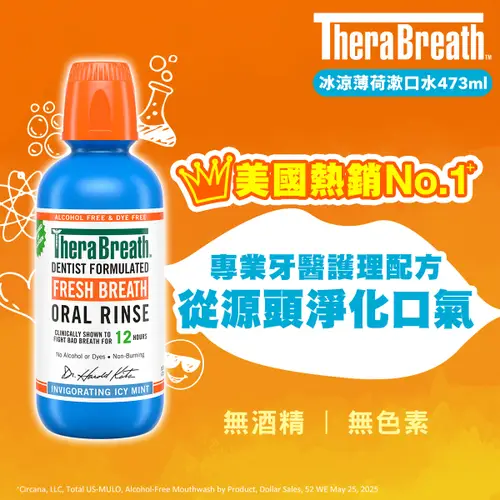 TheraBreath™
冰涼薄荷漱口水473ml
美國熱銷No.1+
專業牙醫護理配方
從源頭淨化口氣
無酒精 | 無色素
ALCOHOL FREE & DYE FREE
TheraBreath
DENTIST FORMULATED
FRESH BREATH
ORAL RINSE
CLINICALLY SHOWN TO
FIGHT BAD BREATH FOR 12 HOURS
No Alcohol or Dyes • Non-Burning
Dr. Harold Katz
INVIGORATING ICY MINT
+Circana, LLC, Total US-MULO, Alcohol-Free Mouthwash by Product, Dollar Sales, 52 WE May 25, 2025